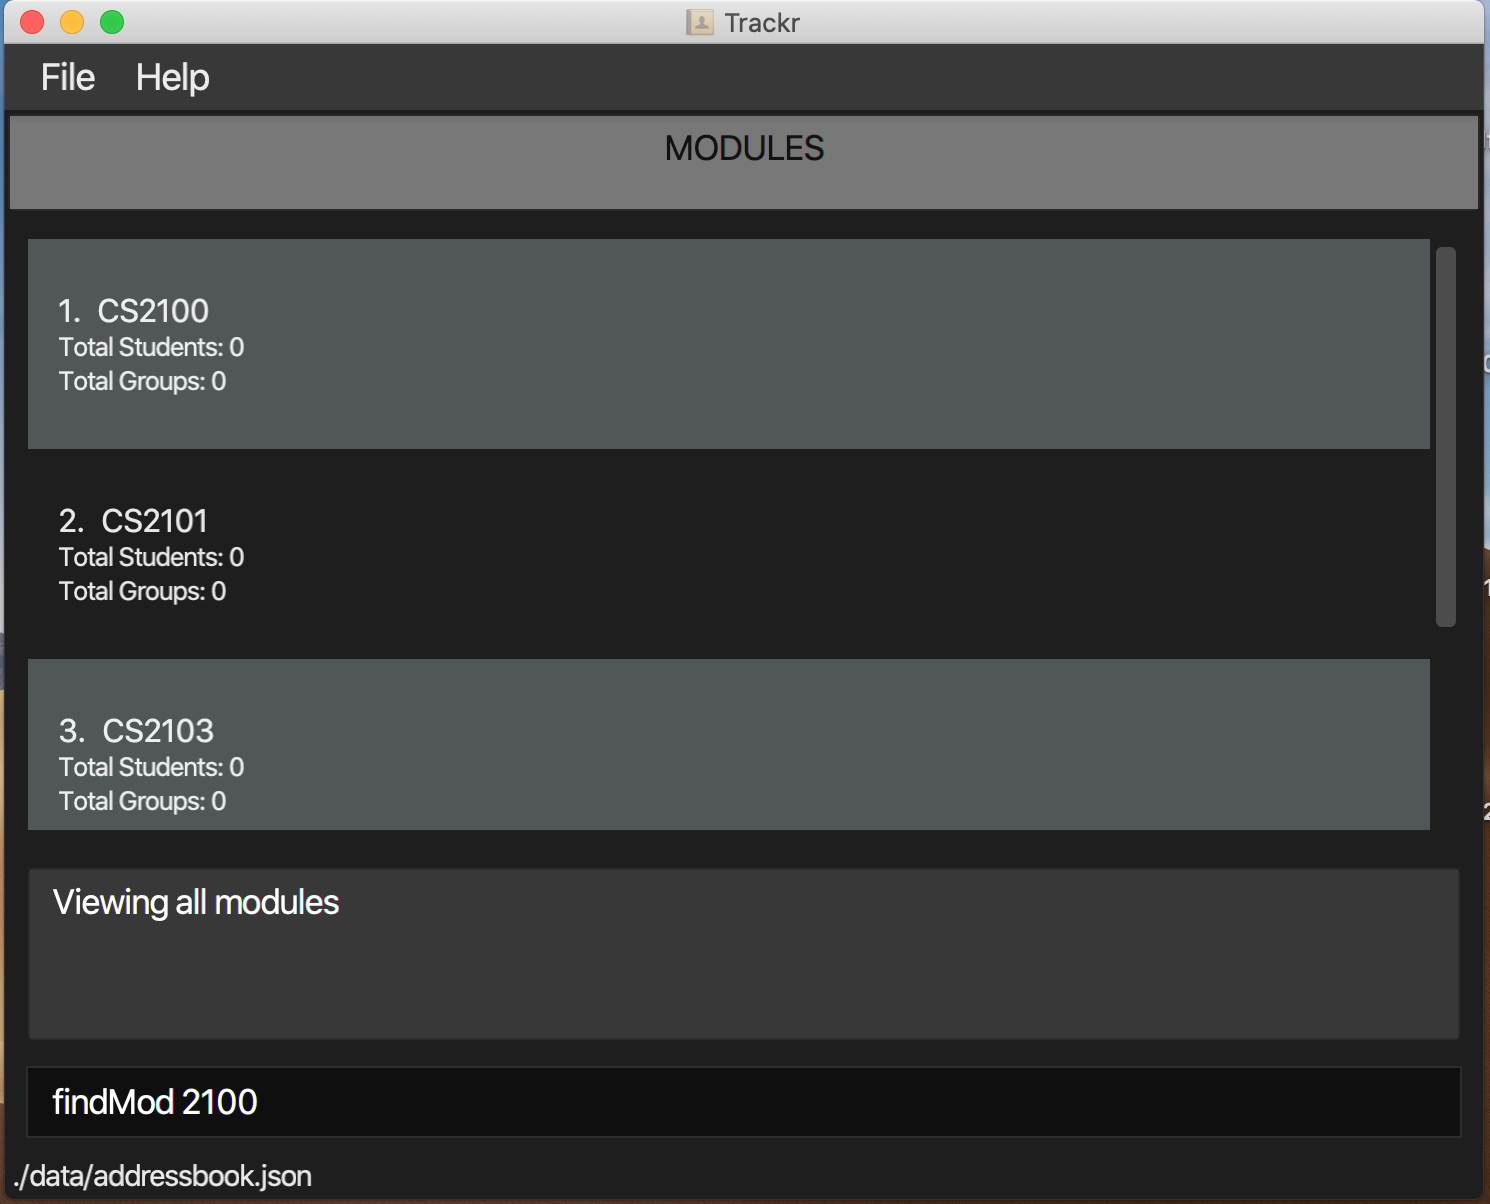 Trackr
File Help
MODULES
1. CS2100
Total Students: 0
Total Groups: 0
2. CS2101
Total Students: 0
Total Groups: 0
3. CS2103
Total Students: 0
Total Groups: 0
Viewing all modules
findMod 2100
./data/addressbook.json